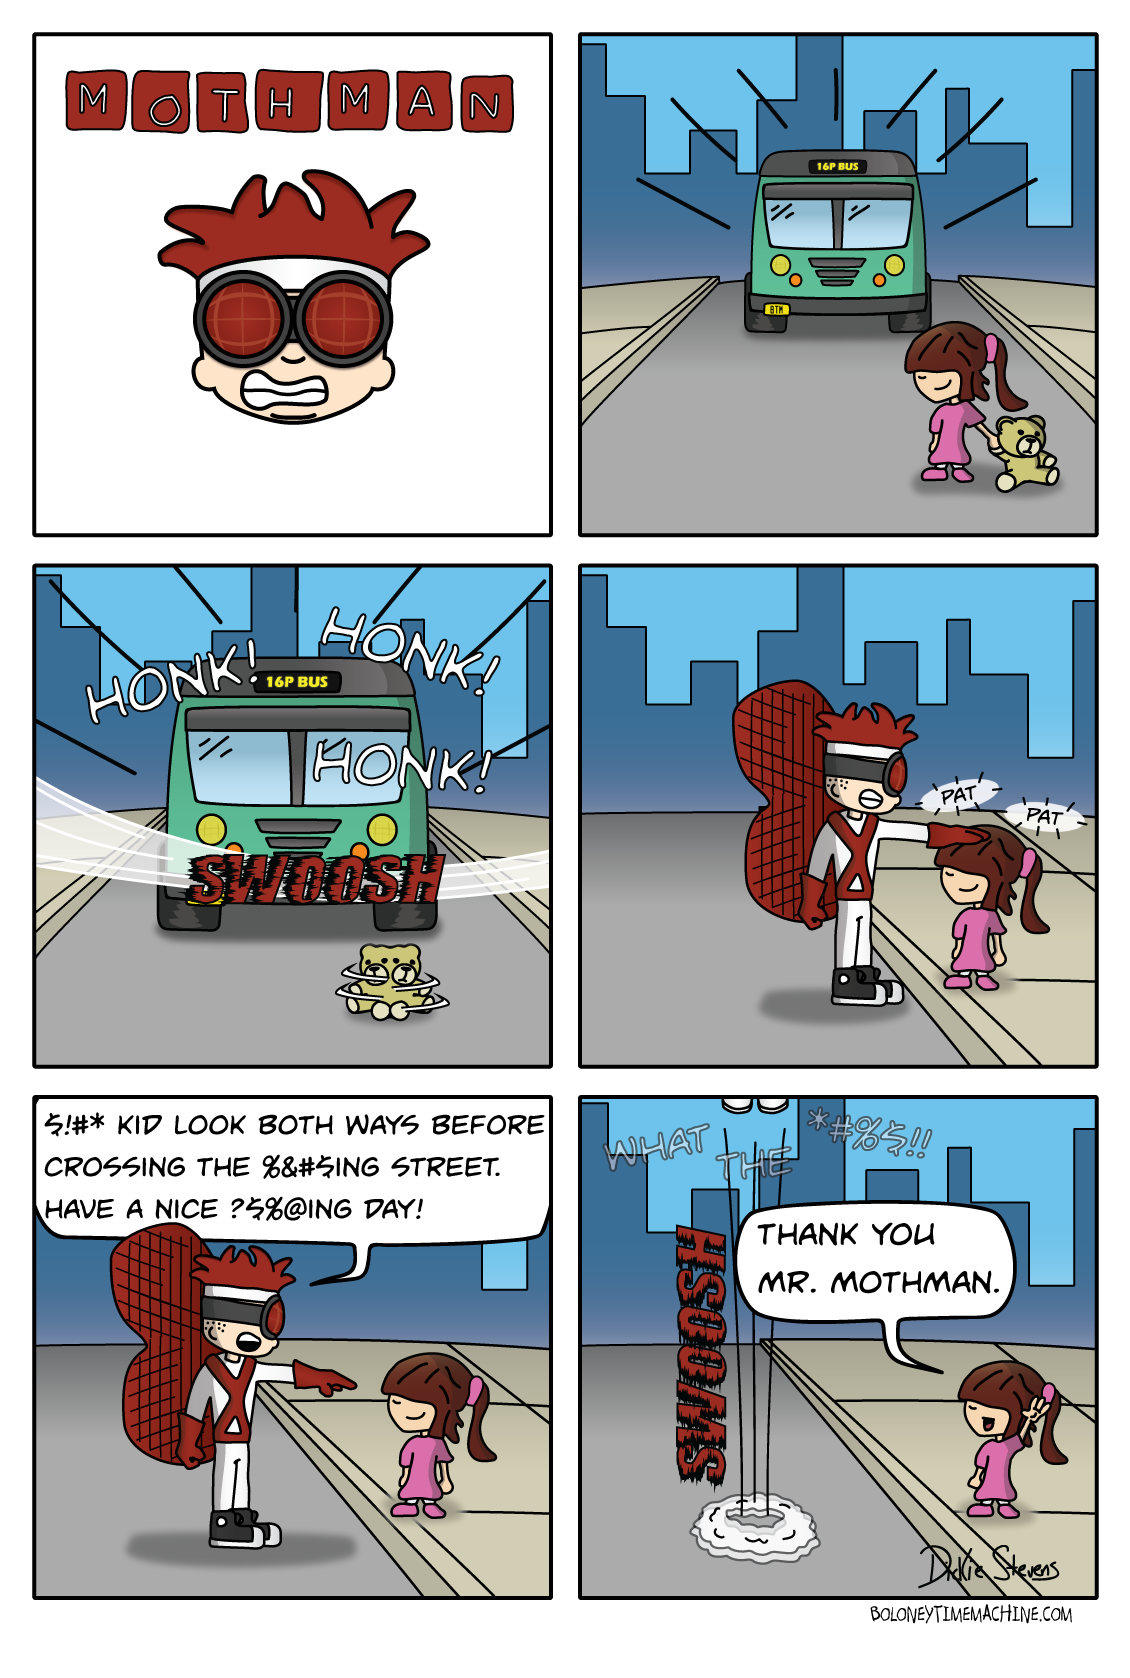 MOTHMAN
16P BUS
BTM
HONK!
HONK!
16P BUS
HONK!
SWOOSH
PAT
PAT
$!#* KID LOOK BOTH WAYS BEFORE
CROSSING THE %&#$ING STREET.
HAVE A NICE ?$%@ING DAY!
WHAT THE *#%$!!
SWOOSH
THANK YOU
MR. MOTHMAN.
Dickie Stevens
BOLONEYTIMEMACHINE.COM